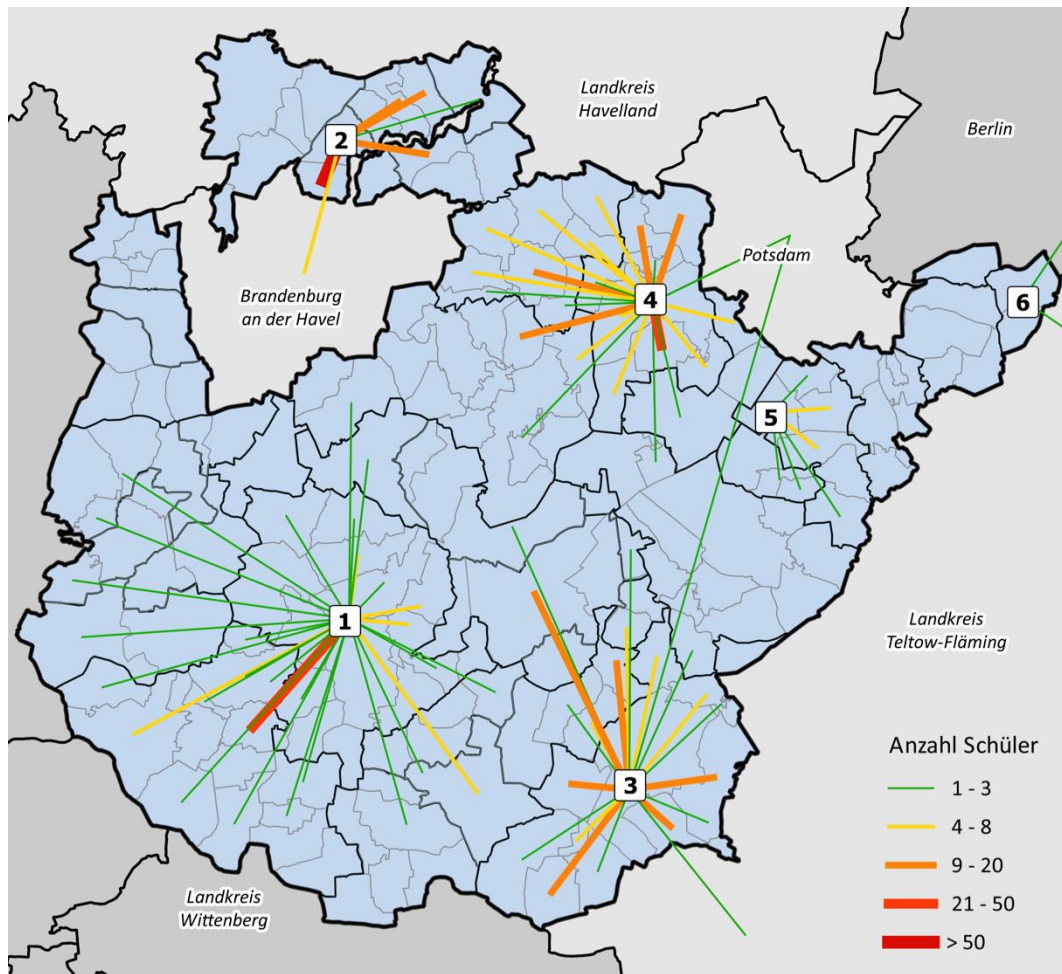 Landkreis
Havelland
Berlin
2
Potsdam
4
6
Brandenburg
an der Havel
5
1
Landkreis
Teltow-Fläming
3
Anzahl Schüler
1 - 3
4 - 8
9 - 20
21 - 50
> 50
Landkreis
Wittenberg